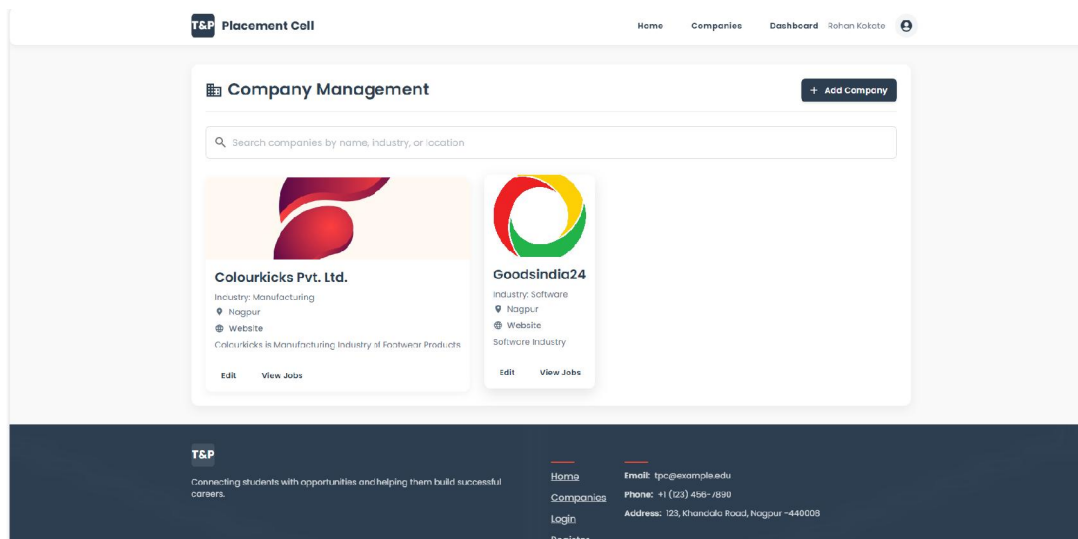 T&P Placement Cell
Home Companies Dashboard Rohan Kokate
Company Management
+ Add Company
Search companies by name, industry, or location
Colourkicks Pvt. Ltd.
Industry: Manufacturing
Nagpur
Website
Colourkicks is Manufacturing Industry of Footwear Products
Edit View Jobs
Goodsindia24
Industry: Software
Nagpur
Website
Software Industry
Edit View Jobs
T&P
Connecting students with opportunities and helping them build successful
careers.
Home
Companies
Login
Register
Email: tpc@example.edu
Phone: +1 (123) 456-7890
Address: 123, Khandala Road, Nagpur -440008